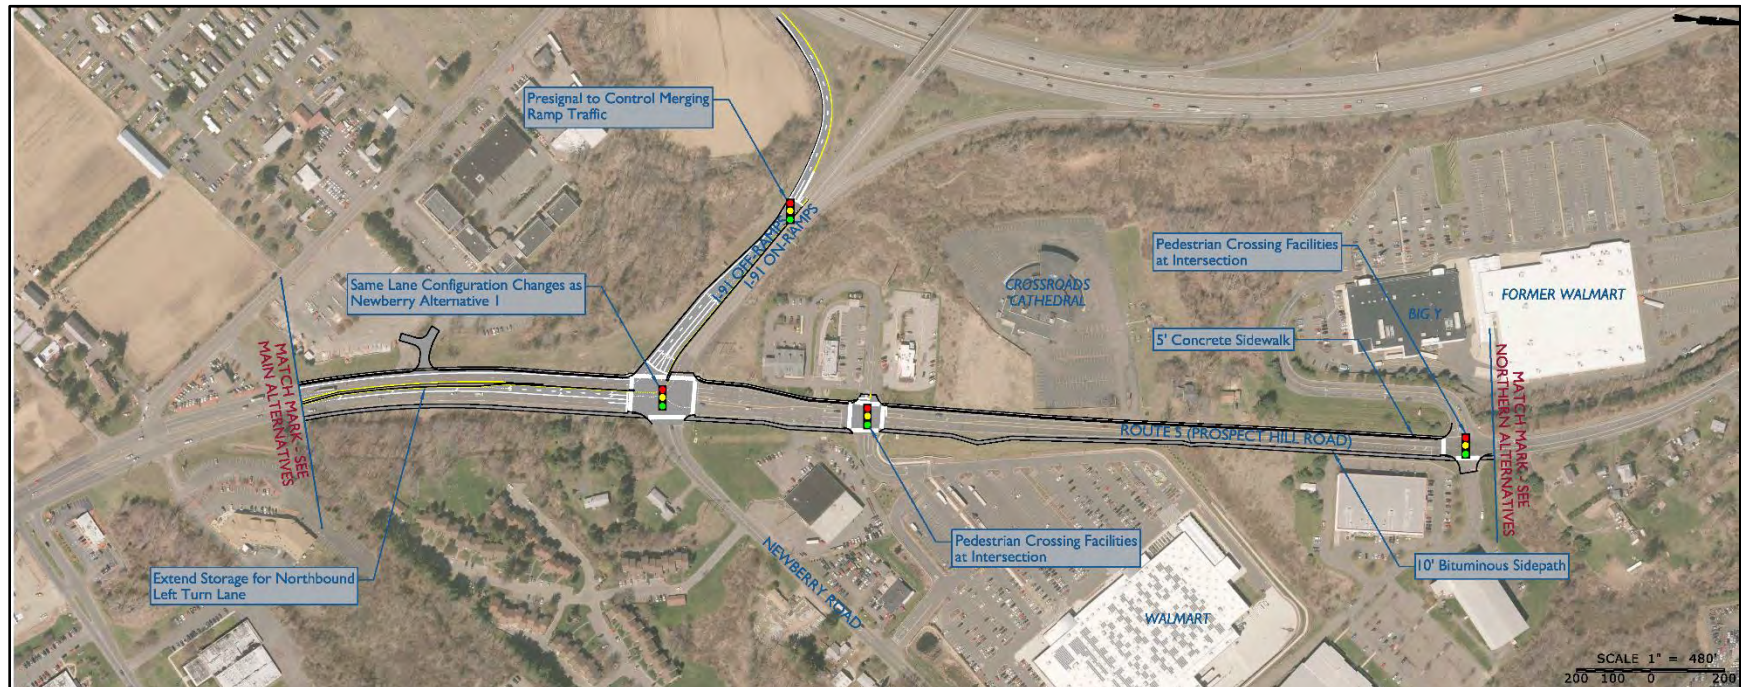 Presignal to Control Merging
Ramp Traffic
I-91 OFF-RAMPS
I-91 ON-RAMPS
Same Lane Configuration Changes as
Newberry Alternative 1
Pedestrian Crossing Facilities
at Intersection
CROSSROADS
CATHEDRAL
FORMER WALMART
BIG Y
5' Concrete Sidewalk
MATCH MARK - SEE
MAIN ALTERNATIVES
MATCH MARK - SEE
NORTHERN ALTERNATIVES
ROUTE 5 (PROSPECT HILL ROAD)
Extend Storage for Northbound
Left Turn Lane
NEWBERRY ROAD
Pedestrian Crossing Facilities
at Intersection
10' Bituminous Sidepath
WALMART
SCALE 1" = 480'
200 100 0 200